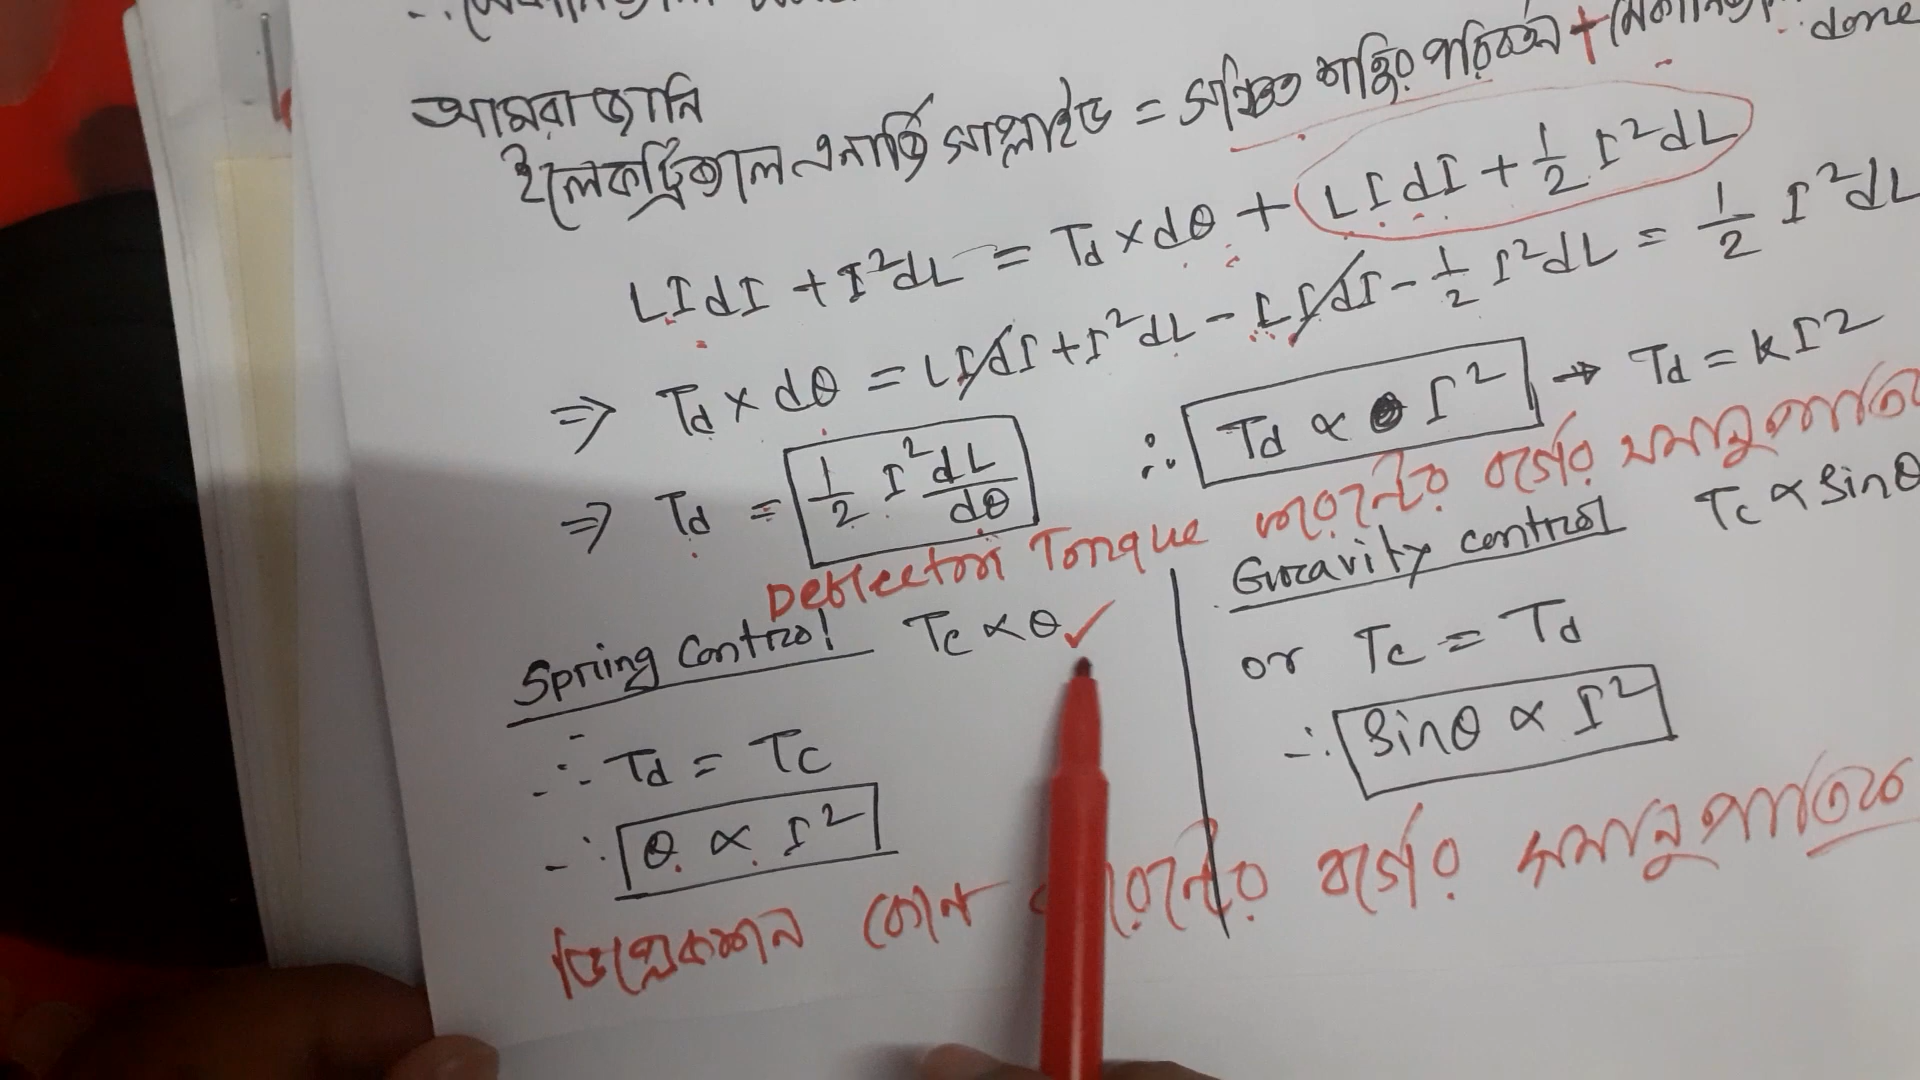 আমরা জানি
ইলেকট্রিক্যাল এনার্জি সাপ্লাইড = সঞ্চিত শক্তির পরিবর্তন +
done
LIdI + I²dL = Td × dθ + (LIdI + 1/2 I²dL)
⇒ Td × dθ = LIdI + I²dL - LIdI - 1/2 I²dL = 1/2 I²dL
⇒ Td = 1/2 I² dL/dθ ∴ Td ∝ I² → Td = kI²
Deflector Torque কারেন্টের বর্গের সমানুপাতিক
Spring Control Tc ∝ θ ✓
∴ Td = Tc
∴ θ ∝ I²
Gravity control Tc ∝ Sinθ
or Tc = Td
∴ Sinθ ∝ I²
ডিফ্লেকশান কোন বর্গের সমানুপাতিক